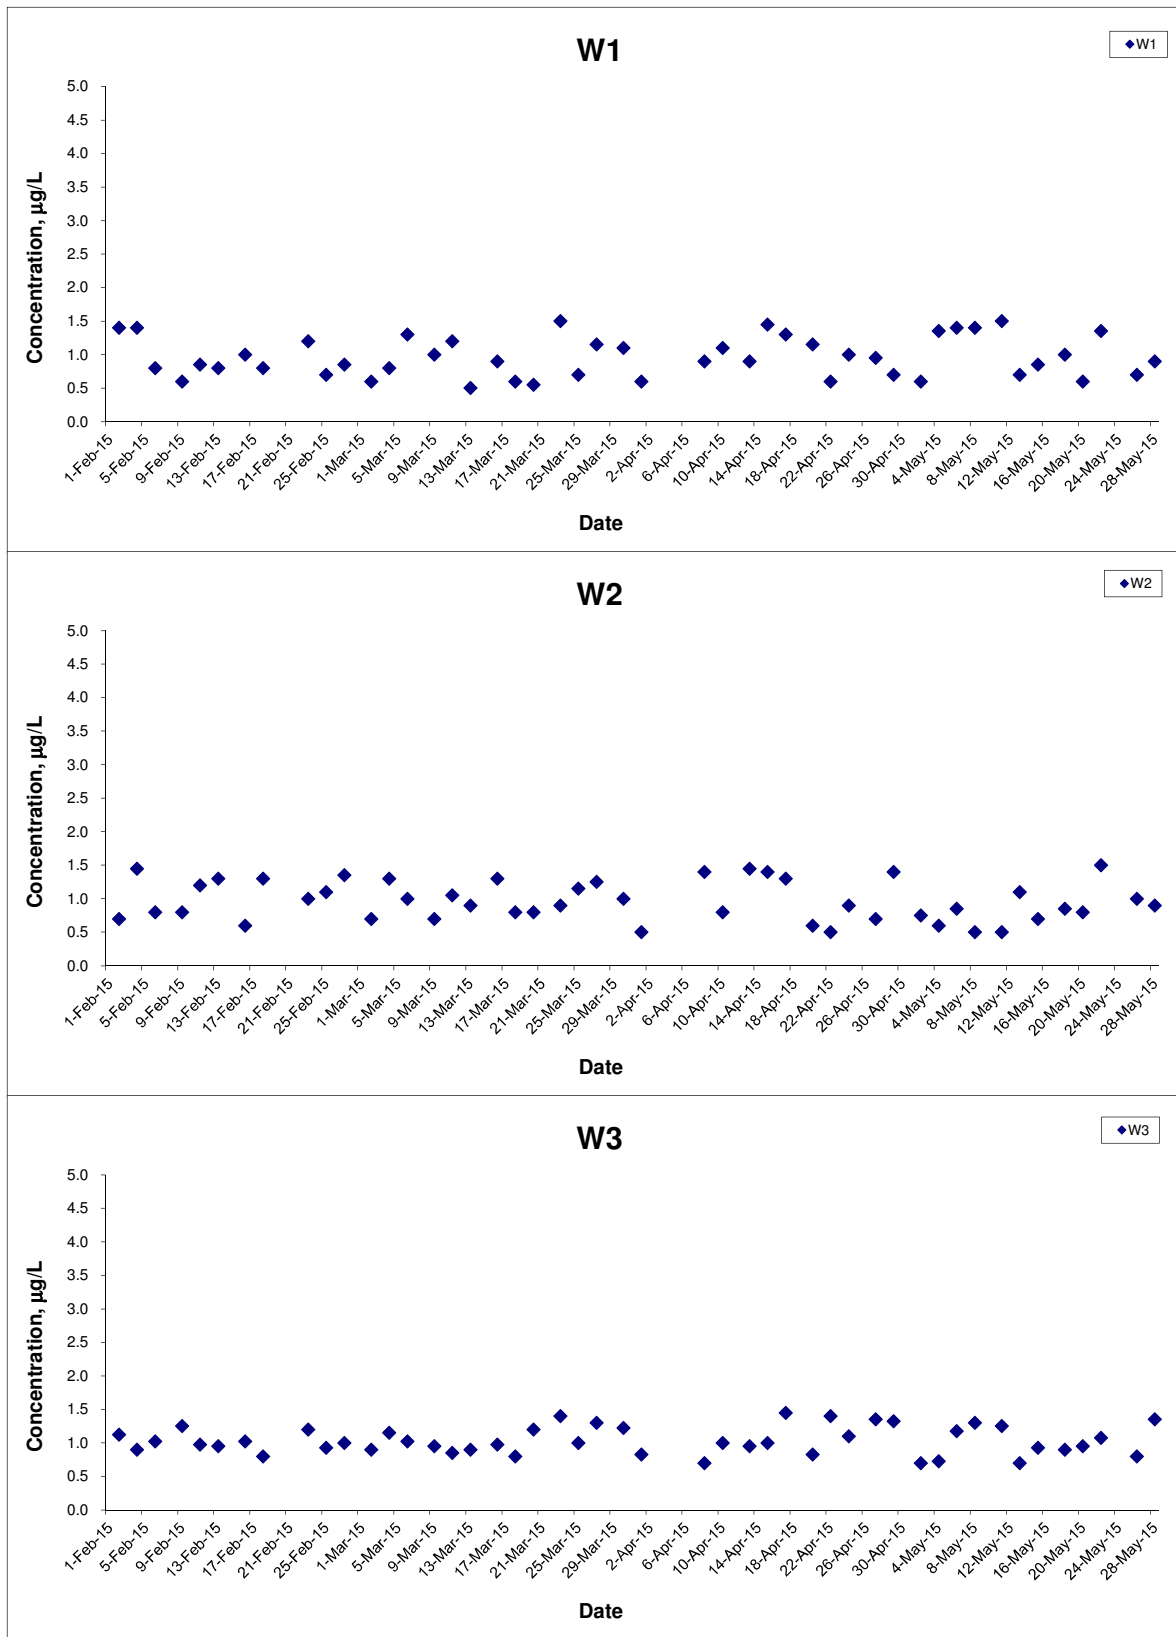 W1
W1
5.0
4.5
4.0
3.5
3.0
2.5
2.0
1.5
1.0
0.5
0.0
Concentration, µg/L
1-Feb-15 5-Feb-15 9-Feb-15 13-Feb-15 17-Feb-15 21-Feb-15 25-Feb-15 1-Mar-15 5-Mar-15 9-Mar-15 13-Mar-15 17-Mar-15 21-Mar-15 25-Mar-15 29-Mar-15 2-Apr-15 6-Apr-15 10-Apr-15 14-Apr-15 18-Apr-15 22-Apr-15 26-Apr-15 30-Apr-15 4-May-15 8-May-15 12-May-15 16-May-15 20-May-15 24-May-15 28-May-15
Date
W2
W2
5.0
4.5
4.0
3.5
3.0
2.5
2.0
1.5
1.0
0.5
0.0
Concentration, µg/L
1-Feb-15 5-Feb-15 9-Feb-15 13-Feb-15 17-Feb-15 21-Feb-15 25-Feb-15 1-Mar-15 5-Mar-15 9-Mar-15 13-Mar-15 17-Mar-15 21-Mar-15 25-Mar-15 29-Mar-15 2-Apr-15 6-Apr-15 10-Apr-15 14-Apr-15 18-Apr-15 22-Apr-15 26-Apr-15 30-Apr-15 4-May-15 8-May-15 12-May-15 16-May-15 20-May-15 24-May-15 28-May-15
Date
W3
W3
5.0
4.5
4.0
3.5
3.0
2.5
2.0
1.5
1.0
0.5
0.0
Concentration, µg/L
1-Feb-15 5-Feb-15 9-Feb-15 13-Feb-15 17-Feb-15 21-Feb-15 25-Feb-15 1-Mar-15 5-Mar-15 9-Mar-15 13-Mar-15 17-Mar-15 21-Mar-15 25-Mar-15 29-Mar-15 2-Apr-15 6-Apr-15 10-Apr-15 14-Apr-15 18-Apr-15 22-Apr-15 26-Apr-15 30-Apr-15 4-May-15 8-May-15 12-May-15 16-May-15 20-May-15 24-May-15 28-May-15
Date